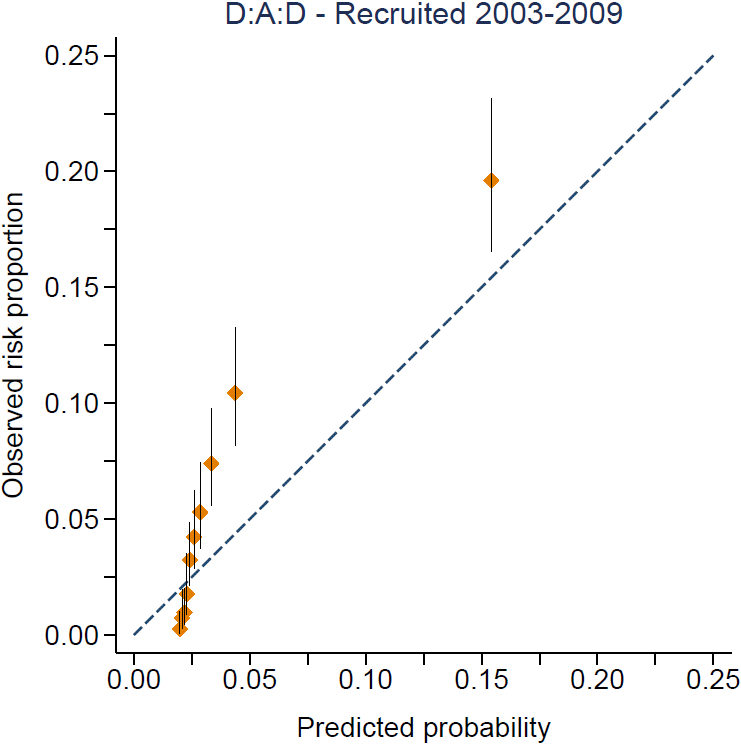 D:A:D - Recruited 2003-2009
0.25
0.20
0.15
0.10
0.05
0.00
Observed risk proportion
0.00 0.05 0.10 0.15 0.20 0.25
Predicted probability